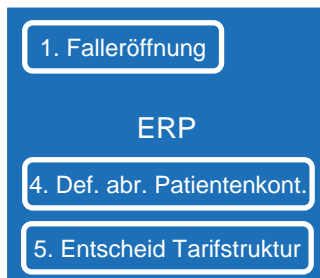 1. Falleröffnung
ERP
4. Def. abr. Patientenkont.
5. Entscheid Tarifstruktur